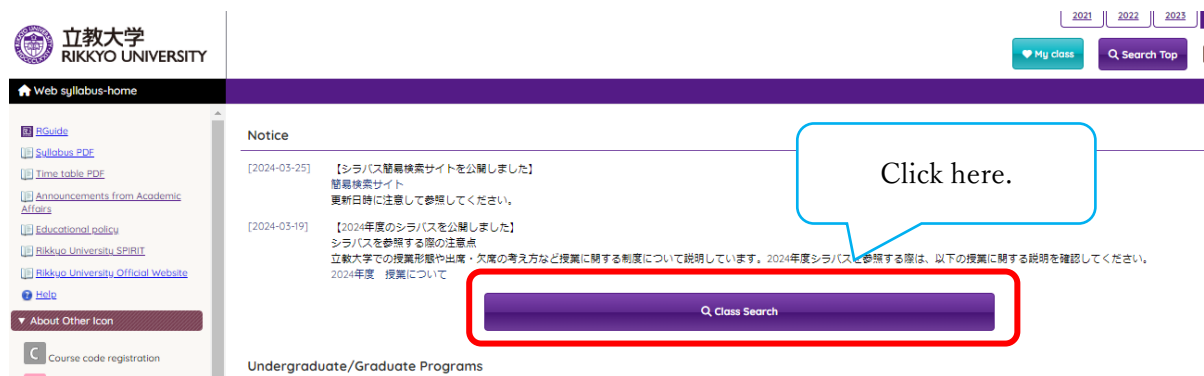 立教大学
RIKKYO UNIVERSITY
2021 2022 2023
My class
Search Top
Web syllabus-home
RGuide
Syllabus PDF
Time table PDF
Announcements from Academic
Affairs
Educational policy
Rikkyo University SPIRIT
Rikkyo University Official Website
Help
▼ About Other Icon
C Course code registration
Notice
[2024-03-25] 【シラバス簡易検索サイトを公開しました】
簡易検索サイト
更新日時に注意して参照してください。
[2024-03-19] 【2024年度のシラバスを公開しました】
シラバスを参照する際の注意点
立教大学での授業形態や出席・欠席の考え方など授業に関する制度について説明しています。2024年度シラバスを参照する際は、以下の授業に関する説明を確認してください。
2024年度 授業について
Click here.
Class Search
Undergraduate/Graduate Programs